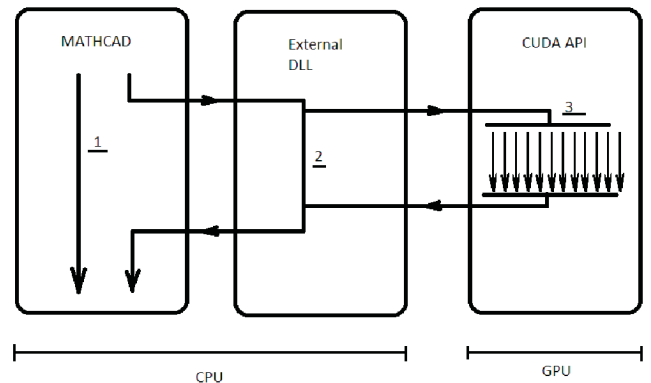 MATHCAD
External
DLL
CUDA API
1
2
3
CPU
GPU